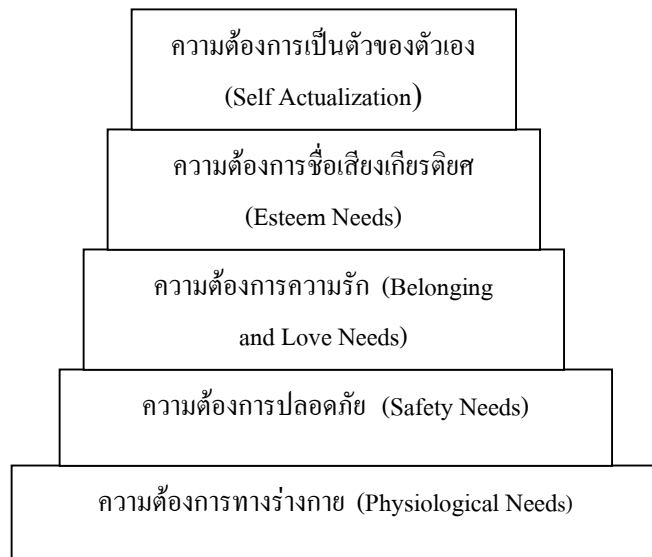 ความต้องการเป็นตัวของตัวเอง
(Self Actualization)
ความต้องการชื่อเสียงเกียรติยศ
(Esteem Needs)
ความต้องการความรัก (Belonging
and Love Needs)
ความต้องการปลอดภัย (Safety Needs)
ความต้องการทางร่างกาย (Physiological Needs)